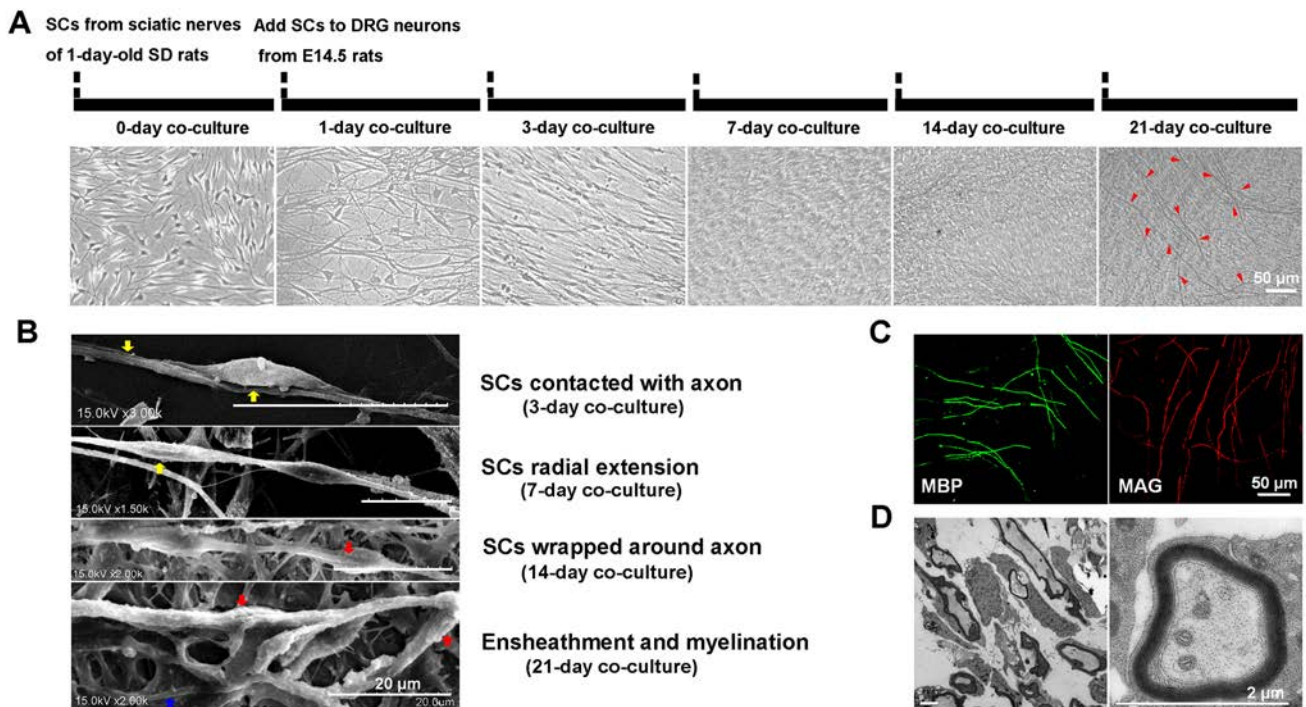 A
SCs from sciatic nerves
of 1-day-old SD rats
Add SCs to DRG neurons
from E14.5 rats
0-day co-culture
1-day co-culture
3-day co-culture
7-day co-culture
14-day co-culture
21-day co-culture
50 μm
B
15.0kV x3.00k
SCs contacted with axon
(3-day co-culture)
15.0kV x1.50k
SCs radial extension
(7-day co-culture)
15.0kV x2.00k
SCs wrapped around axon
(14-day co-culture)
Ensheathment and myelination
(21-day co-culture)
20 μm
15.0kV x2.00k
20.0um
C
MBP
MAG
50 μm
D
2 μm